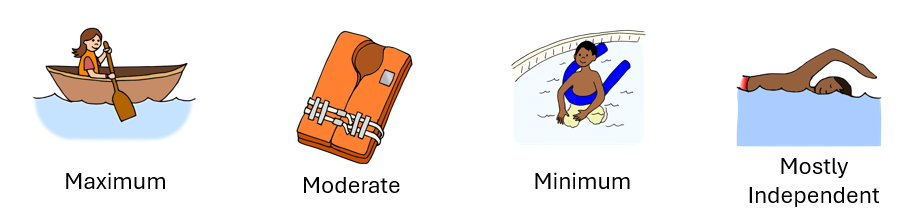 Maximum
Moderate
Minimum
Mostly
Independent